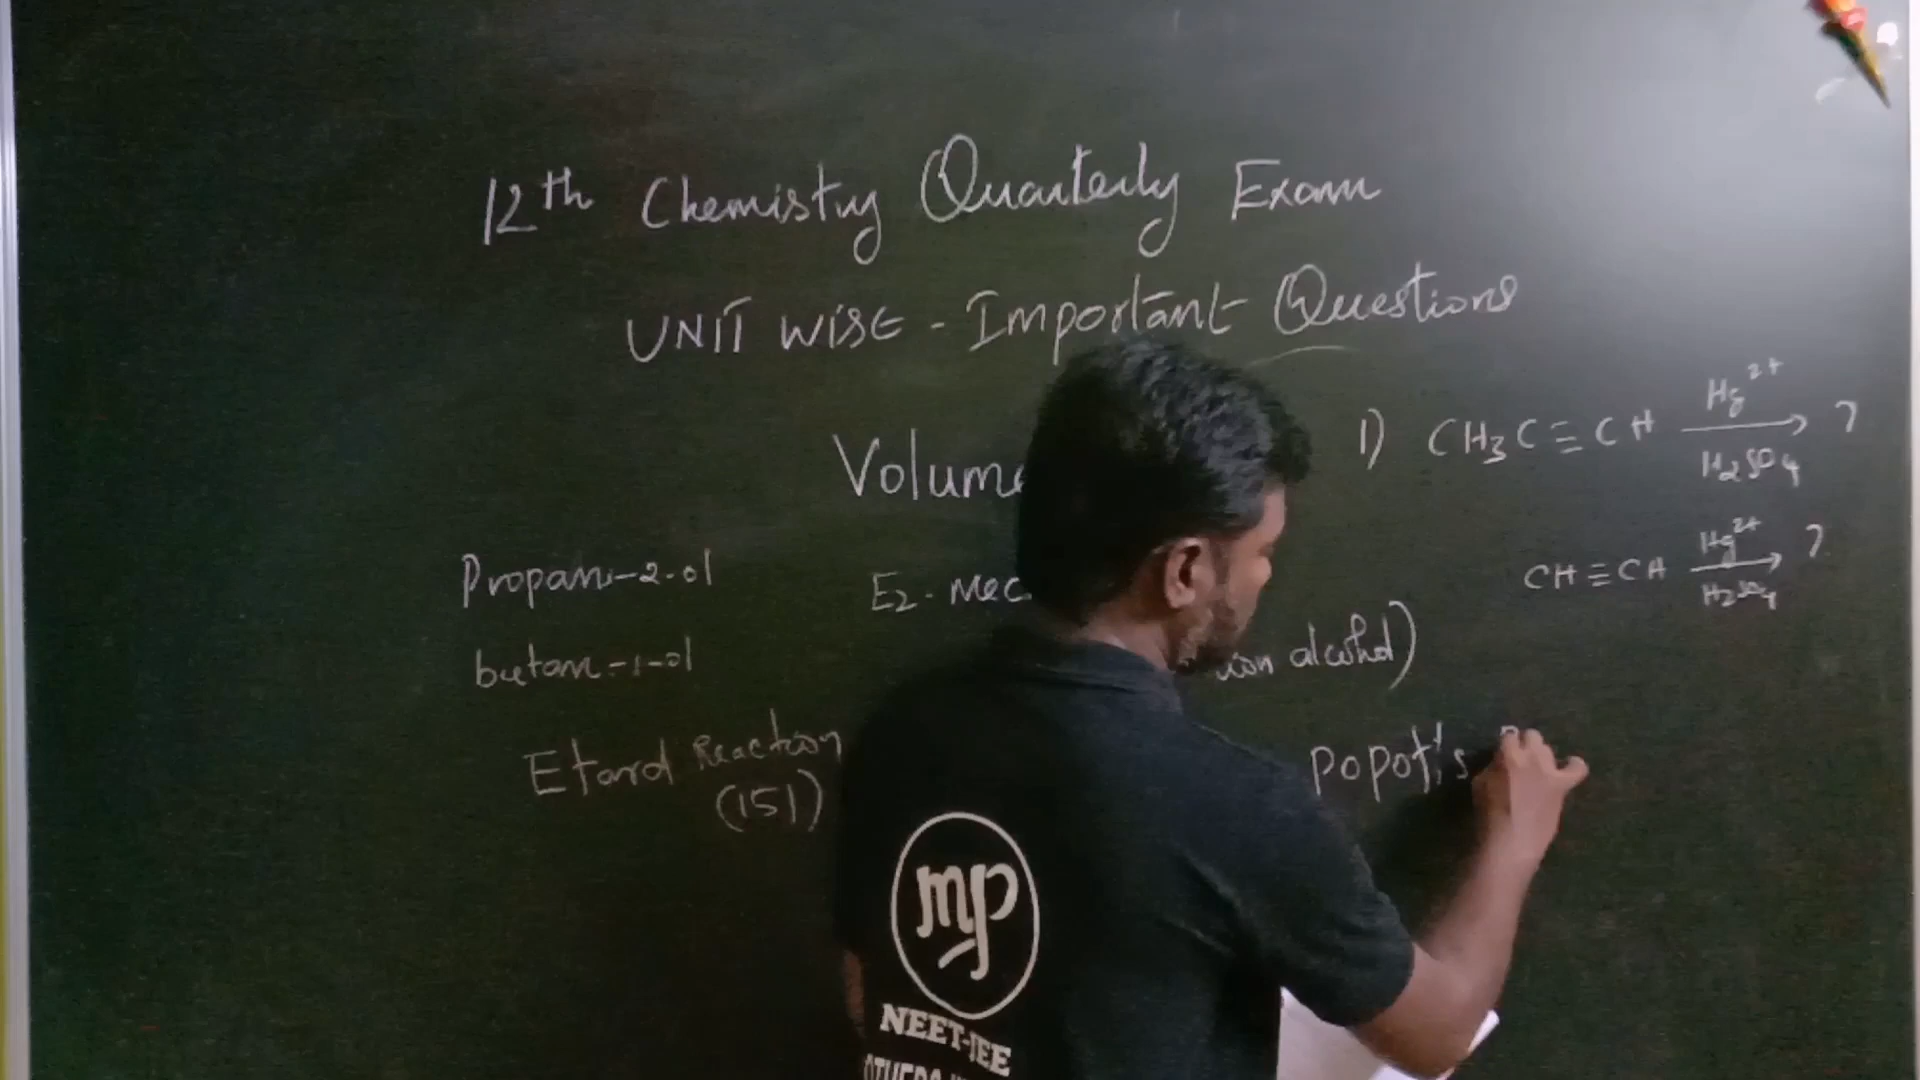 12th Chemistry Quarterly Exam
UNIT WISE - Important Questions
Volume
1) CH3C≡CH Hg2+ H2SO4 ?
CH≡CH Hg2+ H2SO4 ?
Propan-2-ol
E2-Mec
butan-1-ol
alcohol)
Etard Reaction
(151)
popot's
mp
NEET-JEE